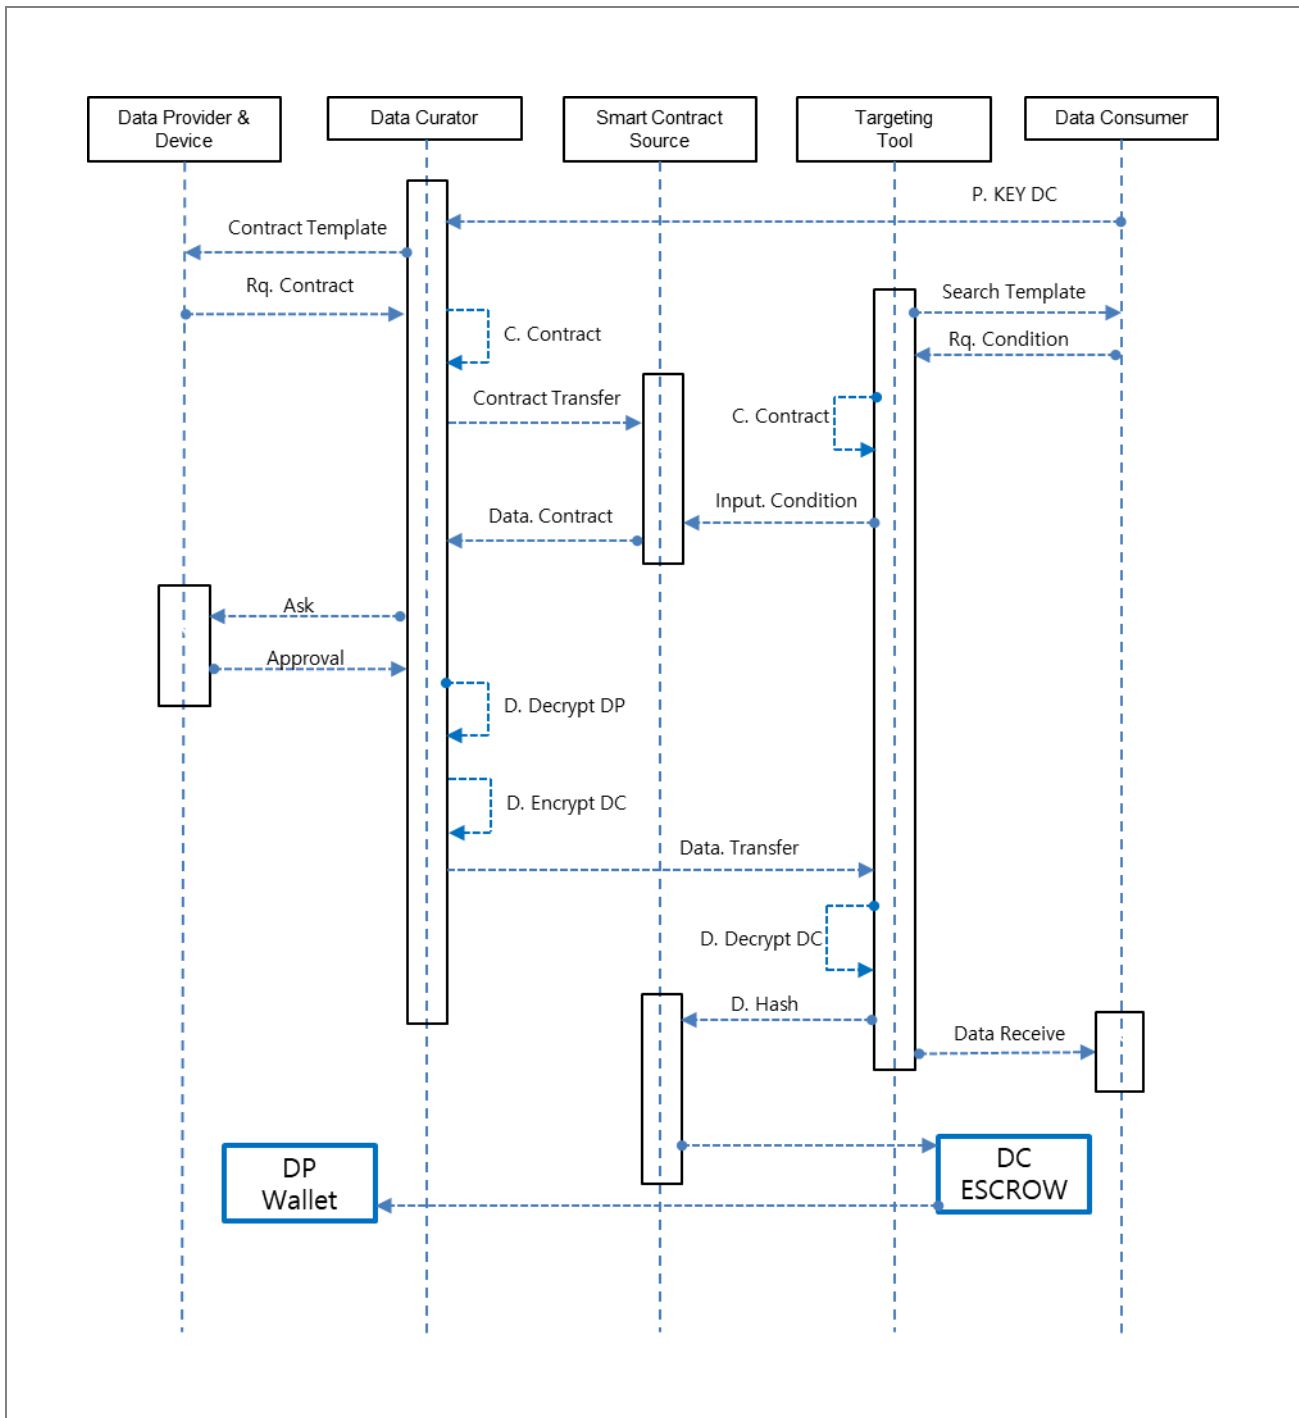 Data Provider &
Device
Data Curator
Smart Contract
Source
Targeting
Tool
Data Consumer
P. KEY DC
Contract Template
Rq. Contract
Search Template
C. Contract
Rq. Condition
Contract Transfer
C. Contract
Input. Condition
Data. Contract
Ask
Approval
D. Decrypt DP
D. Encrypt DC
Data. Transfer
D. Decrypt DC
D. Hash
Data Receive
DP
Wallet
DC
ESCROW